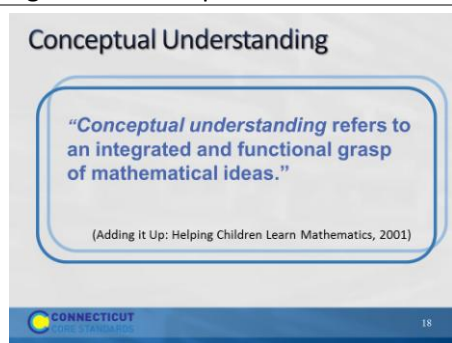 Conceptual Understanding
“Conceptual understanding refers to
an integrated and functional grasp
of mathematical ideas.”
(Adding it Up: Helping Children Learn Mathematics, 2001)
CONNECTICUT
CORE STANDARDS
18